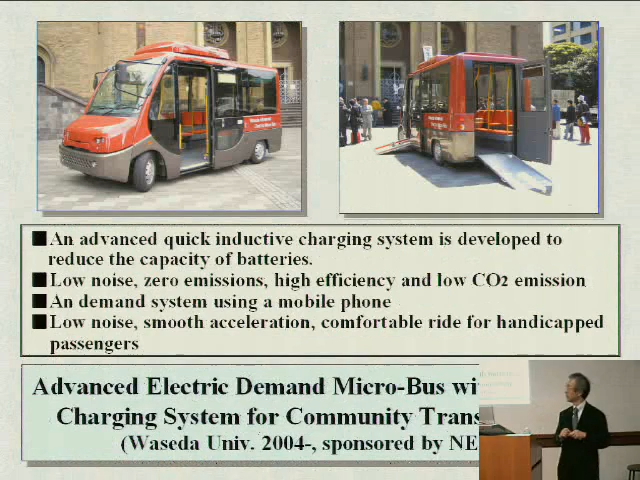 ■An advanced quick inductive charging system is developed to
reduce the capacity of batteries.
■Low noise, zero emissions, high efficiency and low CO2 emission
■An demand system using a mobile phone
■Low noise, smooth acceleration, comfortable ride for handicapped
passengers
Advanced Electric Demand Micro-Bus wi
Charging System for Community Trans
(Waseda Univ. 2004-, sponsored by NE